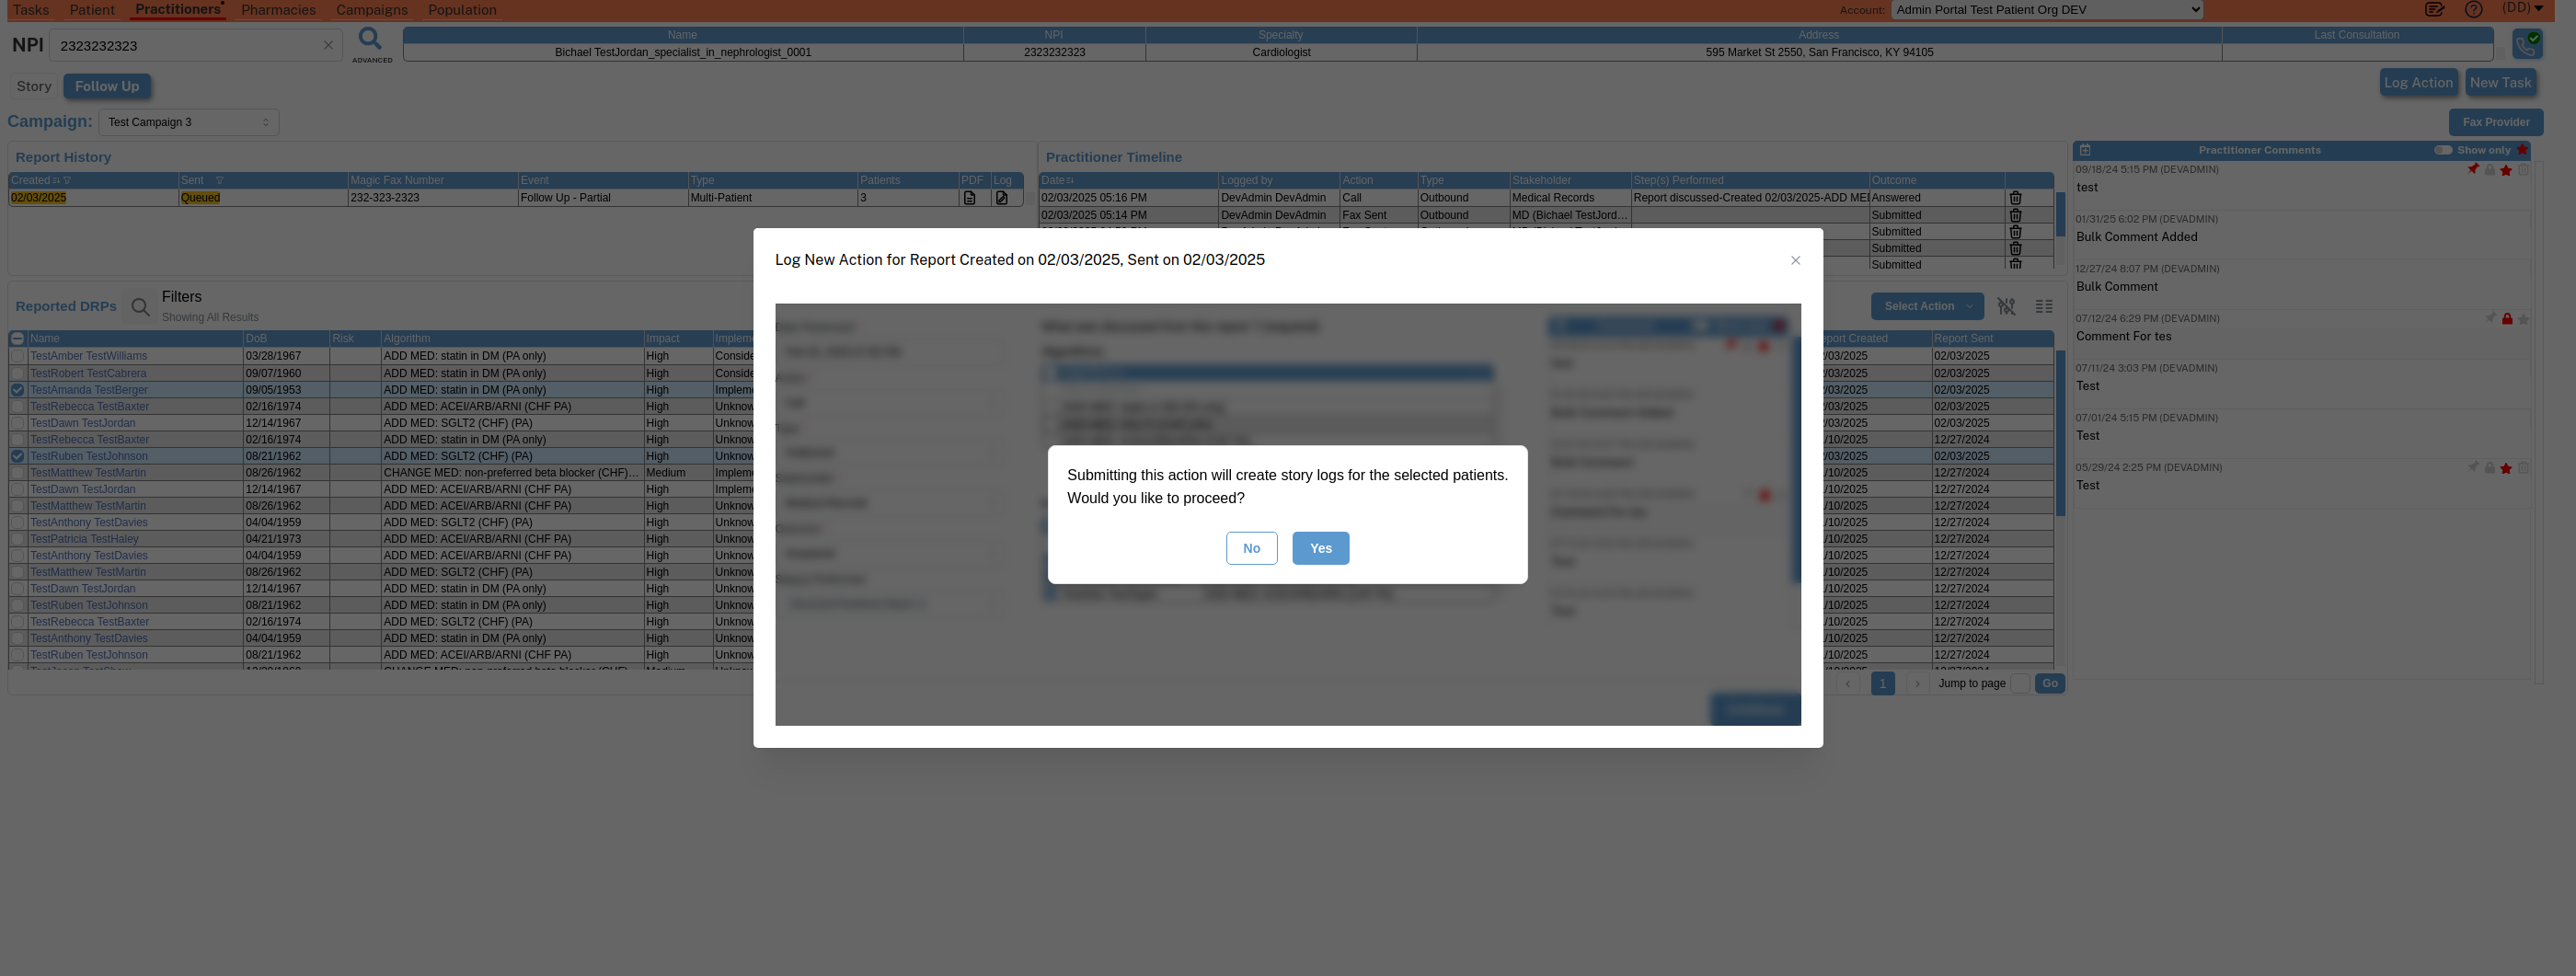 Tasks Patient Practitioners Pharmacies Campaigns Population Account: Admin Portal Test Patient Org DEV (DD)
NPI 2323232323 ADVANCED
Name NPI Specialty Address Last Consultation
Bichael TestJordan_specialist_in_nephrologist_0001 2323232323 Cardiologist 595 Market St 2550, San Francisco, KY 94105
Story Follow Up Log Action New Task
Campaign: Test Campaign 3 Fax Provider
Report History
Created Sent Magic Fax Number Event Type Patients PDF Log
02/03/2025 Queued 232-323-2323 Follow Up - Partial Multi-Patient 3
Practitioner Timeline
Date Logged by Action Type Stakeholder Step(s) Performed Outcome
02/03/2025 05:16 PM DevAdmin DevAdmin Call Outbound Medical Records Report discussed-Created 02/03/2025-ADD MED Answered
02/03/2025 05:14 PM DevAdmin DevAdmin Fax Sent Outbound MD (Bichael TestJord... Submitted
Submitted
Submitted
Submitted
Practitioner Comments Show only
09/18/24 5:15 PM (DEVADMIN)
test
01/31/25 6:02 PM (DEVADMIN)
Bulk Comment Added
12/27/24 8:07 PM (DEVADMIN)
Bulk Comment
07/12/24 6:29 PM (DEVADMIN)
Comment For tes
07/11/24 3:03 PM (DEVADMIN)
Test
07/01/24 5:15 PM (DEVADMIN)
Test
05/29/24 2:25 PM (DEVADMIN)
Test
Log New Action for Report Created on 02/03/2025, Sent on 02/03/2025
Submitting this action will create story logs for the selected patients.
Would you like to proceed?
No Yes
Reported DRPs Filters
Showing All Results
Select Action
Name DoB Risk Algorithm Impact Implem eport Created Report Sent
TestAmber TestWilliams 03/28/1967 ADD MED: statin in DM (PA only) High Conside /03/2025 02/03/2025
TestRobert TestCabrera 09/07/1960 ADD MED: statin in DM (PA only) High Conside /03/2025 02/03/2025
TestAmanda TestBerger 09/05/1953 ADD MED: statin in DM (PA only) High Impleme /03/2025 02/03/2025
TestRebecca TestBaxter 02/16/1974 ADD MED: ACEI/ARB/ARNI (CHF PA) High Unknow /03/2025 02/03/2025
TestDawn TestJordan 12/14/1967 ADD MED: SGLT2 (CHF) (PA) High Unknow /03/2025 02/03/2025
TestRebecca TestBaxter 02/16/1974 ADD MED: statin in DM (PA only) High Unknow /10/2025 12/27/2024
TestRuben TestJohnson 08/21/1962 ADD MED: SGLT2 (CHF) (PA) High Unknow /03/2025 02/03/2025
TestMatthew TestMartin 08/26/1962 CHANGE MED: non-preferred beta blocker (CHF)... Medium Impleme /10/2025 12/27/2024
TestDawn TestJordan 12/14/1967 ADD MED: ACEI/ARB/ARNI (CHF PA) High Impleme /10/2025 12/27/2024
TestMatthew TestMartin 08/26/1962 ADD MED: ACEI/ARB/ARNI (CHF PA) High Unknow /10/2025 12/27/2024
TestAnthony TestDavies 04/04/1959 ADD MED: SGLT2 (CHF) (PA) High Unknow /10/2025 12/27/2024
TestPatricia TestHaley 04/21/1973 ADD MED: ACEI/ARB/ARNI (CHF PA) High Unknow /10/2025 12/27/2024
TestAnthony TestDavies 04/04/1959 ADD MED: ACEI/ARB/ARNI (CHF PA) High Unknow /10/2025 12/27/2024
TestMatthew TestMartin 08/26/1962 ADD MED: SGLT2 (CHF) (PA) High Unknow /10/2025 12/27/2024
TestDawn TestJordan 12/14/1967 ADD MED: statin in DM (PA only) High Unknow /10/2025 12/27/2024
TestRuben TestJohnson 08/21/1962 ADD MED: statin in DM (PA only) High Unknow /10/2025 12/27/2024
TestRebecca TestBaxter 02/16/1974 ADD MED: SGLT2 (CHF) (PA) High Unknow /10/2025 12/27/2024
TestAnthony TestDavies 04/04/1959 ADD MED: statin in DM (PA only) High Unknow /10/2025 12/27/2024
TestRuben TestJohnson 08/21/1962 ADD MED: ACEI/ARB/ARNI (CHF PA) High Unknow /10/2025 12/27/2024
1 Jump to page Go